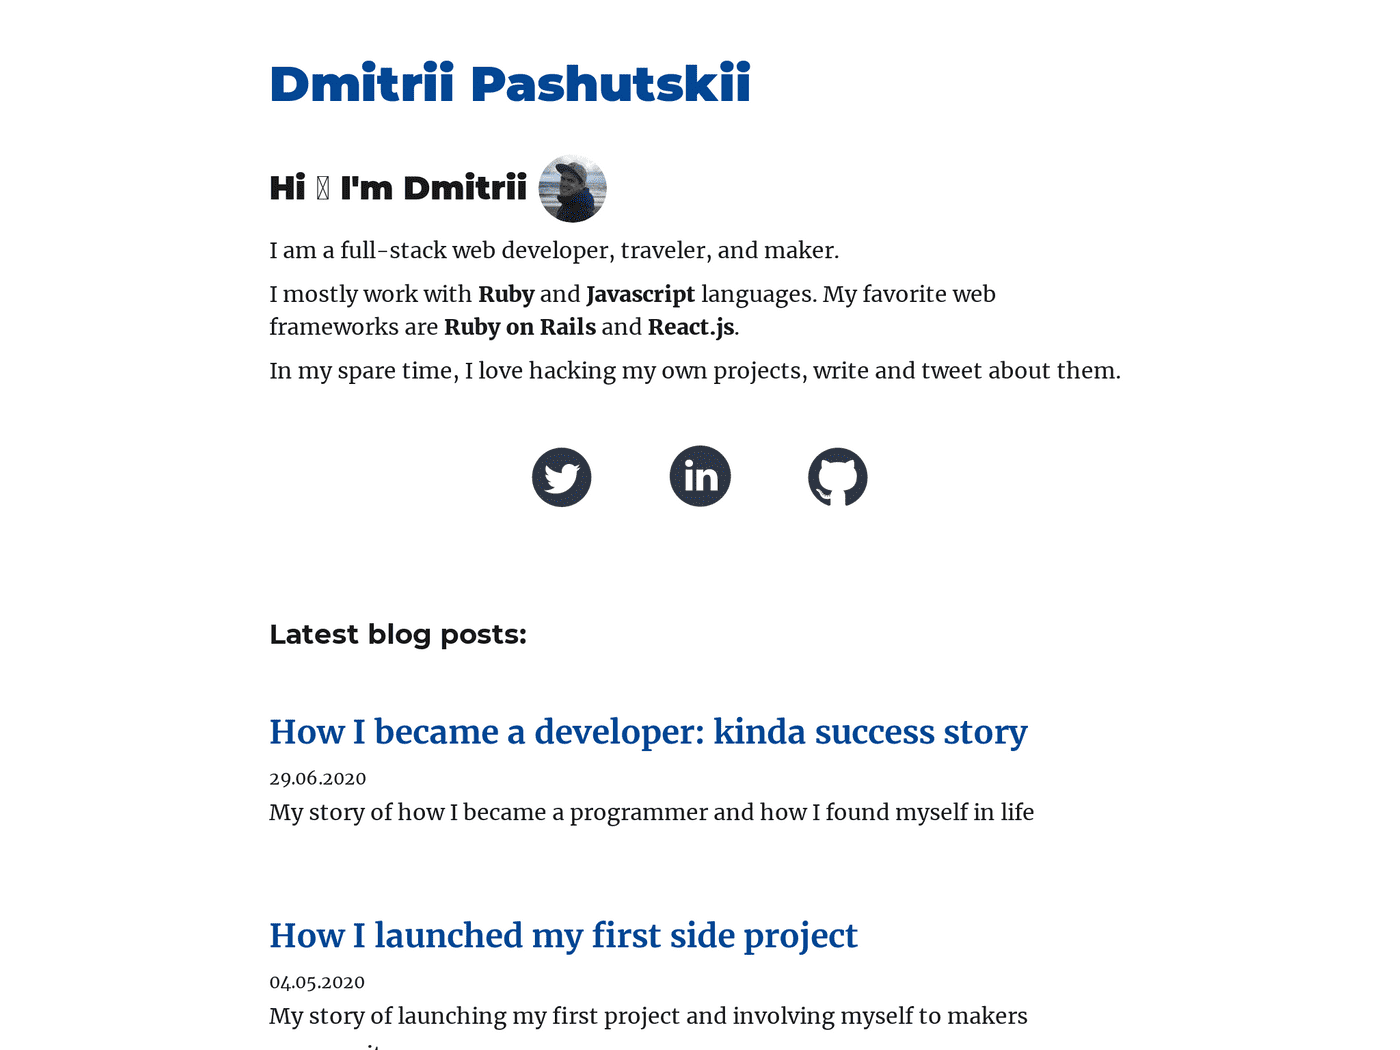 Dmitrii Pashutskii
Hi I'm Dmitrii
I am a full-stack web developer, traveler, and maker.
I mostly work with Ruby and Javascript languages. My favorite web
frameworks are Ruby on Rails and React.js.
In my spare time, I love hacking my own projects, write and tweet about them.
in
Latest blog posts:
How I became a developer: kinda success story
29.06.2020
My story of how I became a programmer and how I found myself in life
How I launched my first side project
04.05.2020
My story of launching my first project and involving myself to makers